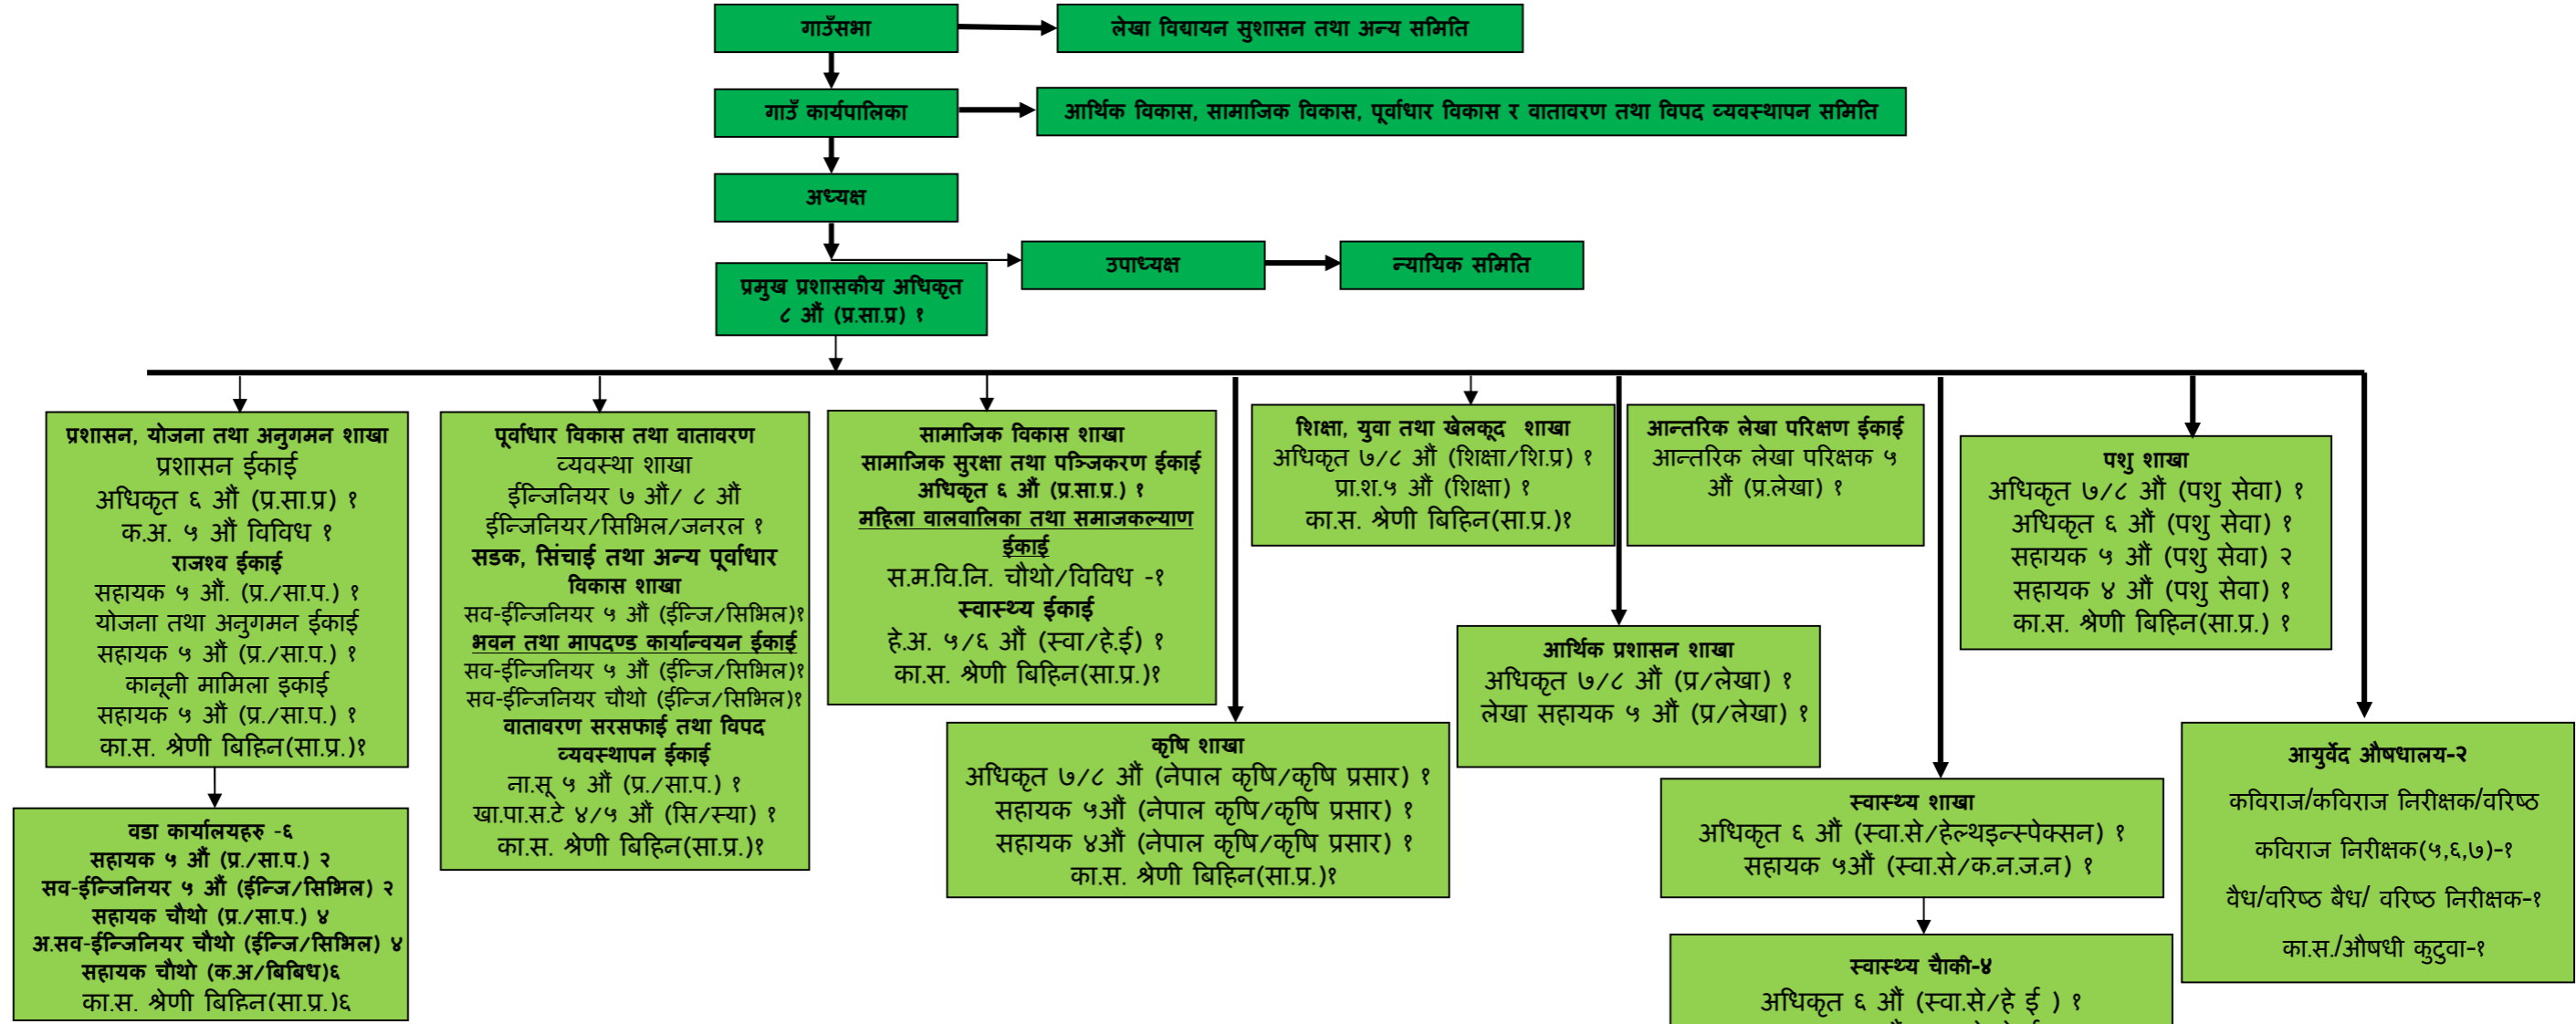 गाउँसभा
लेखा विद्यायन सुशासन तथा अन्य समिति
गाउँ कार्यपालिका
आर्थिक विकास, सामाजिक विकास, पूर्वाधार विकास र वातावरण तथा विपद व्यवस्थापन समिति
अध्यक्ष
उपाध्यक्ष
न्यायिक समिति
प्रमुख प्रशासकीय अधिकृत
८ औं (प्र.सा.प्र) १
प्रशासन, योजना तथा अनुगमन शाखा
प्रशासन ईकाई
अधिकृत ६ औं (प्र.सा.प्र) १
क.अ. ५ औं विविध १
राजश्व ईकाई
सहायक ५ औं. (प्र./सा.प.) १
योजना तथा अनुगमन ईकाई
सहायक ५ औं (प्र./सा.प.) १
कानूनी मामिला इकाई
सहायक ५ औं (प्र./सा.प.) १
का.स. श्रेणी बिहिन(सा.प्र.)१
वडा कार्यालयहरु -६
सहायक ५ औं (प्र./सा.प.) २
सव-ईन्जिनियर ५ औं (ईन्जि/सिभिल) २
सहायक चौथो (प्र./सा.प.) ४
अ.सव-ईन्जिनियर चौथो (ईन्जि/सिभिल) ४
सहायक चौथो (क.अ/बिबिध)६
का.स. श्रेणी बिहिन(सा.प्र.)६
पूर्वाधार विकास तथा वातावरण
व्यवस्था शाखा
ईन्जिनियर ७ औं/ ८ औं
ईन्जिनियर/सिभिल/जनरल १
सडक, सिंचाई तथा अन्य पूर्वाधार
विकास शाखा
सव-ईन्जिनियर ५ औं (ईन्जि/सिभिल)१
भवन तथा मापदण्ड कार्यान्वयन ईकाई
सव-ईन्जिनियर ५ औं (ईन्जि/सिभिल)१
सव-ईन्जिनियर चौथो (ईन्जि/सिभिल)१
वातावरण सरसफाई तथा विपद
व्यवस्थापन ईकाई
ना.सू ५ औं (प्र./सा.प.) १
खा.पा.स.टे ४/५ औं (सि/स्या) १
का.स. श्रेणी बिहिन(सा.प्र.)१
सामाजिक विकास शाखा
सामाजिक सुरक्षा तथा पञ्जिकरण ईकाई
अधिकृत ६ औं (प्र.सा.प्र.) १
महिला वालवालिका तथा समाजकल्याण
ईकाई
स.म.वि.नि. चौथो/विविध -१
स्वास्थ्य ईकाई
हे.अ. ५/६ औं (स्वा/हे.ई) १
का.स. श्रेणी बिहिन(सा.प्र.)१
कृषि शाखा
अधिकृत ७/८ औं (नेपाल कृषि/कृषि प्रसार) १
सहायक ५औं (नेपाल कृषि/कृषि प्रसार) १
सहायक ४औं (नेपाल कृषि/कृषि प्रसार) १
का.स. श्रेणी बिहिन(सा.प्र.)१
शिक्षा, युवा तथा खेलकूद शाखा
अधिकृत ७/८ औं (शिक्षा/शि.प्र) १
प्रा.श.५ औं (शिक्षा) १
का.स. श्रेणी बिहिन(सा.प्र.)१
आन्तरिक लेखा परिक्षण ईकाई
आन्तरिक लेखा परिक्षक ५
औं (प्र.लेखा) १
आर्थिक प्रशासन शाखा
अधिकृत ७/८ औं (प्र/लेखा) १
लेखा सहायक ५ औं (प्र/लेखा) १
स्वास्थ्य शाखा
अधिकृत ६ औं (स्वा.से/हेल्थइन्स्पेक्सन) १
सहायक ५औं (स्वा.से/क.न.ज.न) १
स्वास्थ्य चौकी-४
अधिकृत ६ औं (स्वा.से/हे ई ) १
पशु शाखा
अधिकृत ७/८ औं (पशु सेवा) १
अधिकृत ६ औं (पशु सेवा) १
सहायक ५ औं (पशु सेवा) २
सहायक ४ औं (पशु सेवा) १
का.स. श्रेणी बिहिन(सा.प्र.) १
आयुर्वेद औषधालय-२
कविराज/कविराज निरीक्षक/वरिष्ठ
कविराज निरीक्षक(५,६,७)-१
वैध/वरिष्ठ बैध/ वरिष्ठ निरीक्षक-१
का.स./औषधी कुटुवा-१